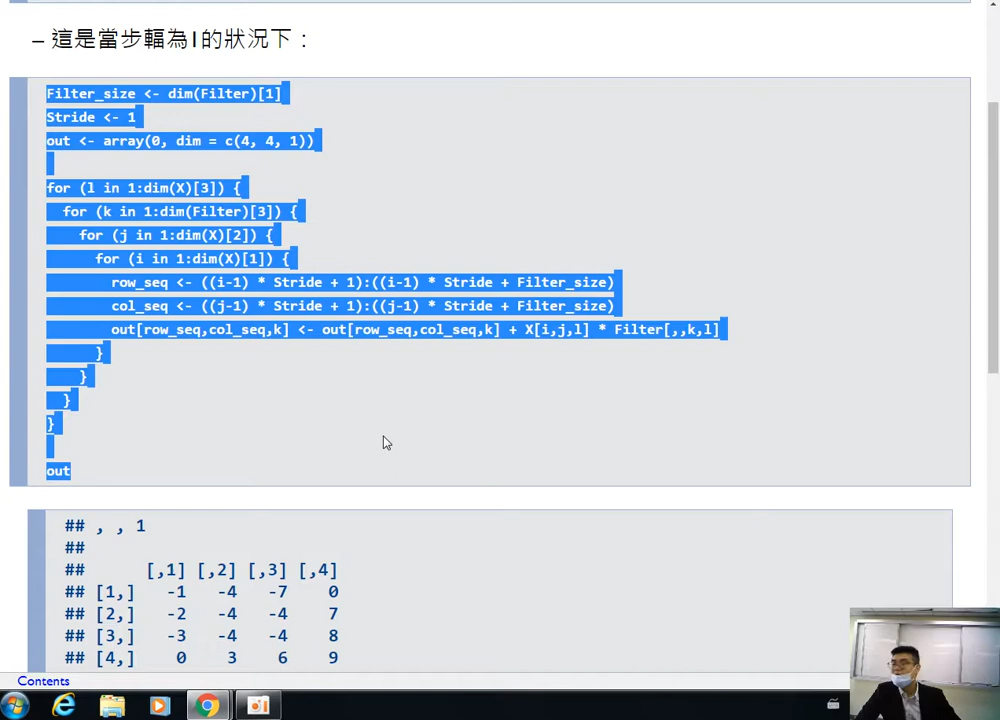 – 這是當步輻為1的狀況下：
Filter_size <- dim(Filter)[1]
Stride <- 1
out <- array(0, dim = c(4, 4, 1))
for (l in 1:dim(X)[3]) {
for (k in 1:dim(Filter)[3]) {
for (j in 1:dim(X)[2]) {
for (i in 1:dim(X)[1]) {
row_seq <- ((i-1) * Stride + 1):((i-1) * Stride + Filter_size)
col_seq <- ((j-1) * Stride + 1):((j-1) * Stride + Filter_size)
out[row_seq,col_seq,k] <- out[row_seq,col_seq,k] + X[i,j,l] * Filter[,,k,l]
}
}
}
}
out
## , , 1
##
## [,1] [,2] [,3] [,4]
## [1,] -1 -4 -7 0
## [2,] -2 -4 -4 7
## [3,] -3 -4 -4 8
## [4,] 0 3 6 9
Contents